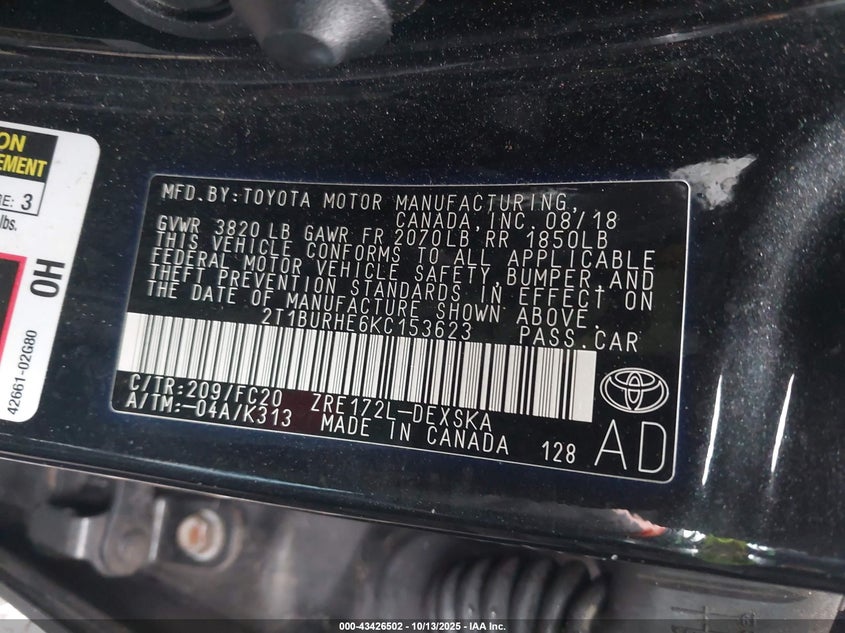 ON
EMENT
E: 3
lbs.
OH
42661-02G80
MFD.BY:TOYOTA MOTOR MANUFACTURING,
CANADA,INC. 08/18
GVWR 3820 LB GAWR FR 2070LB RR 1850LB
THIS VEHICLE CONFORMS TO ALL APPLICABLE
FEDERAL MOTOR VEHICLE SAFETY, BUMPER, AND
THEFT PREVENTION STANDARDS IN EFFECT ON
THE DATE OF MANUFACTURE SHOWN ABOVE.
2T1BURHE6KC153623 PASS.CAR
C/TR:209/FC20 ZRE172L-DEXSKA
A/TM:-04A/K313 MADE IN CANADA 128
AD
000-43426502 - 10/13/2025 - IAA Inc.